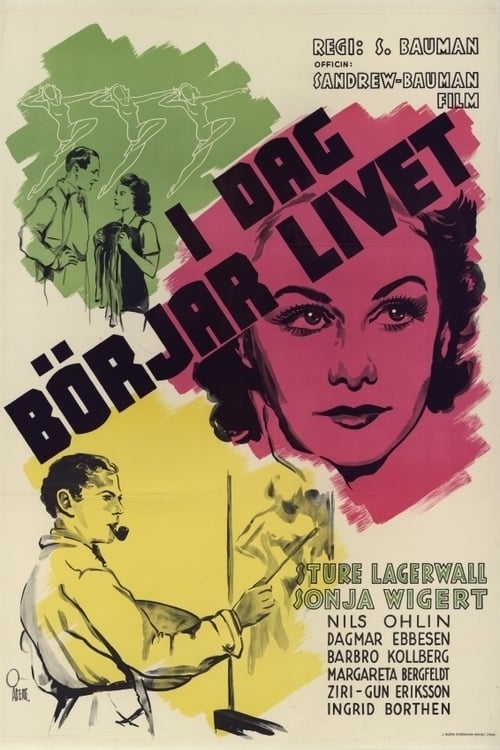 REGI: S. BAUMAN
OFFICIN:
SANDREW-BAUMAN
FILM
I DAG
BÖRJAR LIVET
STURE LAGERWALL
SONJA WIGERT
NILS OHLIN
DAGMAR EBBESEN
BARBRO KOLLBERG
MARGARETA BERGFELDT
ZIRI-GUN ERIKSSON
INGRID BORTHEN